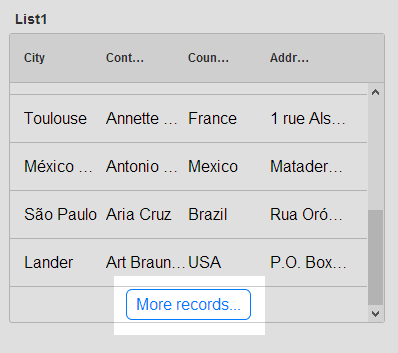 List1
City Cont... Coun... Addr...
Toulouse Annette ... France 1 rue Als...
México ... Antonio ... Mexico Matader...
São Paulo Aria Cruz Brazil Rua Oró...
Lander Art Braun... USA P.O. Box...
More records...